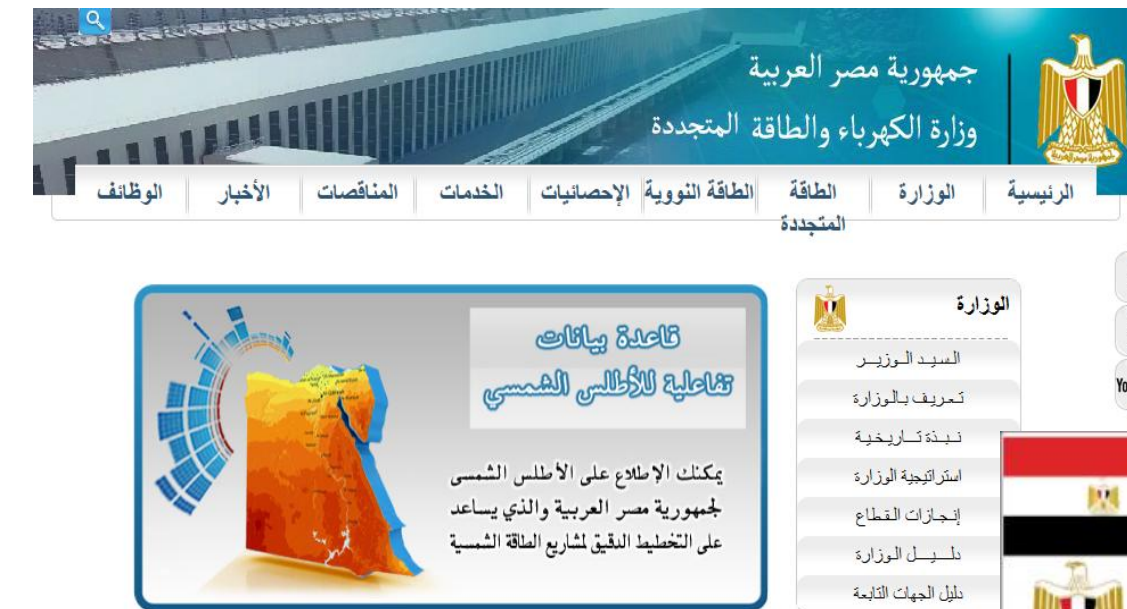 جمهورية مصر العربية
وزارة الكهرباء والطاقة المتجددة
الرئيسية
الوزارة
الطاقة
المتجددة
الطاقة النووية
الإحصائيات
الخدمات
المناقصات
الأخبار
الوظائف
الوزارة
السيد الوزير
تعريف بالوزارة
نبذة تاريخية
استراتيجية الوزارة
إنجازات القطاع
دليل الوزارة
دليل الجهات التابعة
قاعدة بيانات
تفاعلية للأطلس الشمسي
يمكنك الإطلاع على الأطلس الشمسى
لجمهورية مصر العربية والذي يساعد
على التخطيط الدقيق لمشاريع الطاقة الشمسية
Yo